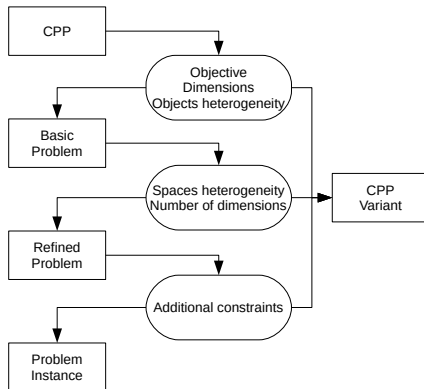 CPP
Objective
Dimensions
Objects heterogeneity
Basic
Problem
Spaces heterogeneity
Number of dimensions
CPP
Variant
Refined
Problem
Additional constraints
Problem
Instance